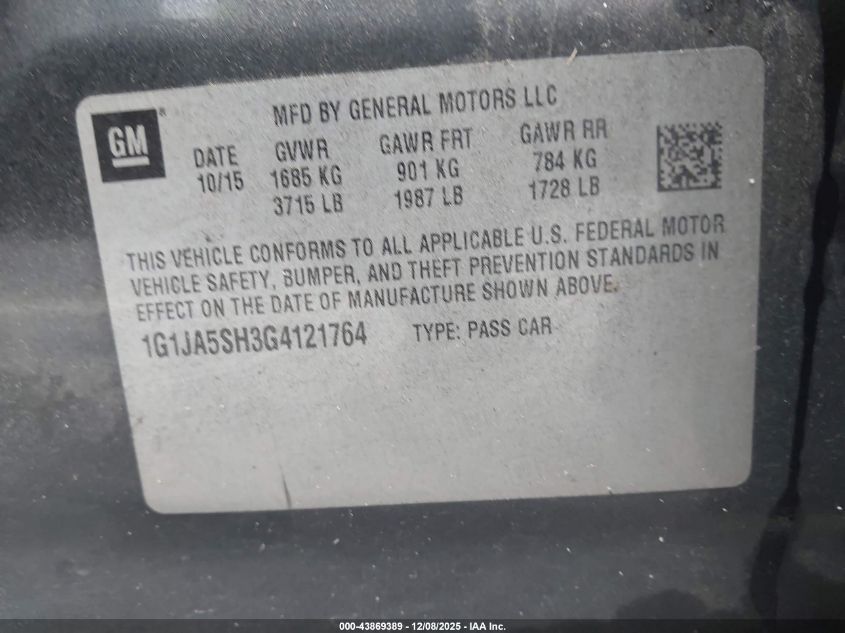 MFD BY GENERAL MOTORS LLC
GM®
DATE GVWR GAWR FRT GAWR RR
10/15 1685 KG 901 KG 784 KG
3715 LB 1987 LB 1728 LB
THIS VEHICLE CONFORMS TO ALL APPLICABLE U.S. FEDERAL MOTOR
VEHICLE SAFETY, BUMPER, AND THEFT PREVENTION STANDARDS IN
EFFECT ON THE DATE OF MANUFACTURE SHOWN ABOVE.
1G1JA5SH3G4121764 TYPE: PASS CAR
000-43869389 - 12/08/2025 - IAA Inc.